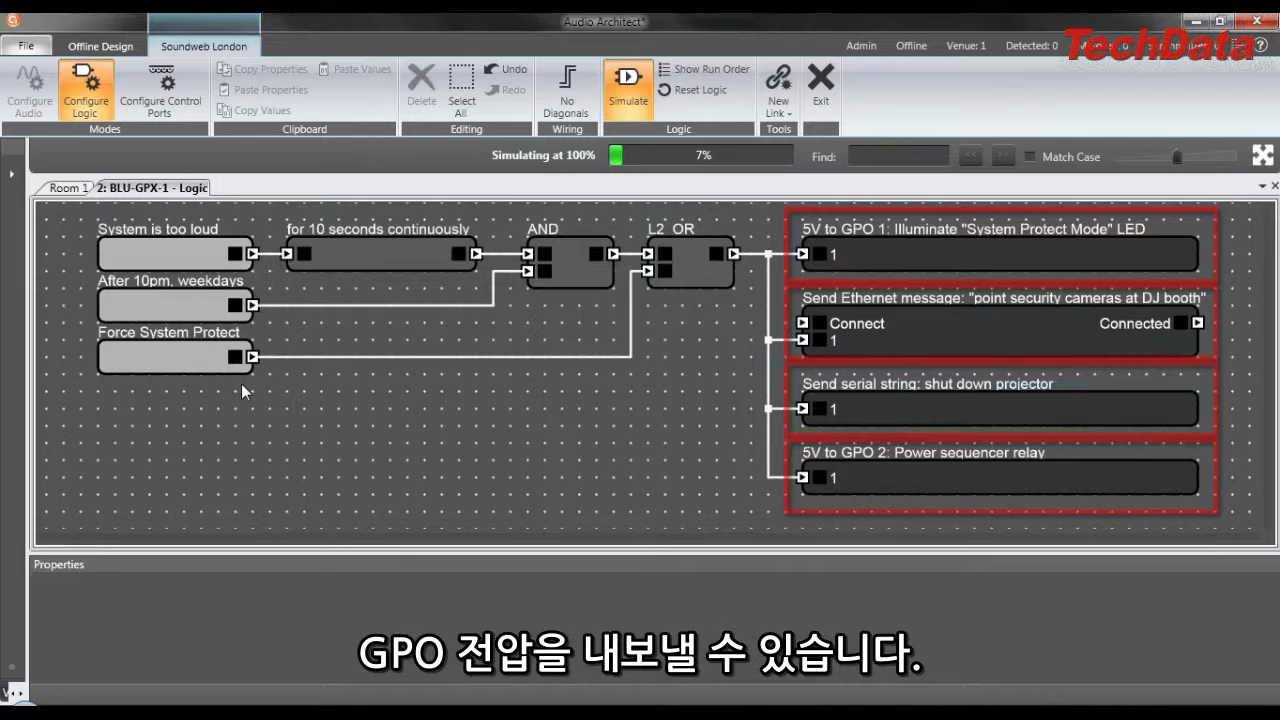 Audio Architect*
TechData
File
Offline Design
Soundweb London
Admin
Offline
Venue: 1
Detected: 0
Configure Audio
Configure Logic
Configure Control Ports
Modes
Copy Properties
Paste Values
Paste Properties
Copy Values
Clipboard
Delete
Select All
Undo
Redo
Editing
No Diagonals
Wiring
Simulate
Show Run Order
Reset Logic
Logic
New Link
Tools
Exit
Simulating at 100%
7%
Find:
<<
>>
Match Case
Room 1
2: BLU-GPX-1 - Logic
System is too loud
for 10 seconds continuously
AND
L2 OR
5V to GPO 1: Illuminate "System Protect Mode" LED
1
After 10pm, weekdays
Send Ethernet message: "point security cameras at DJ booth"
Connect
Connected
1
Force System Protect
Send serial string: shut down projector
1
5V to GPO 2: Power sequencer relay
1
Properties
GPO 전압을 내보낼 수 있습니다.